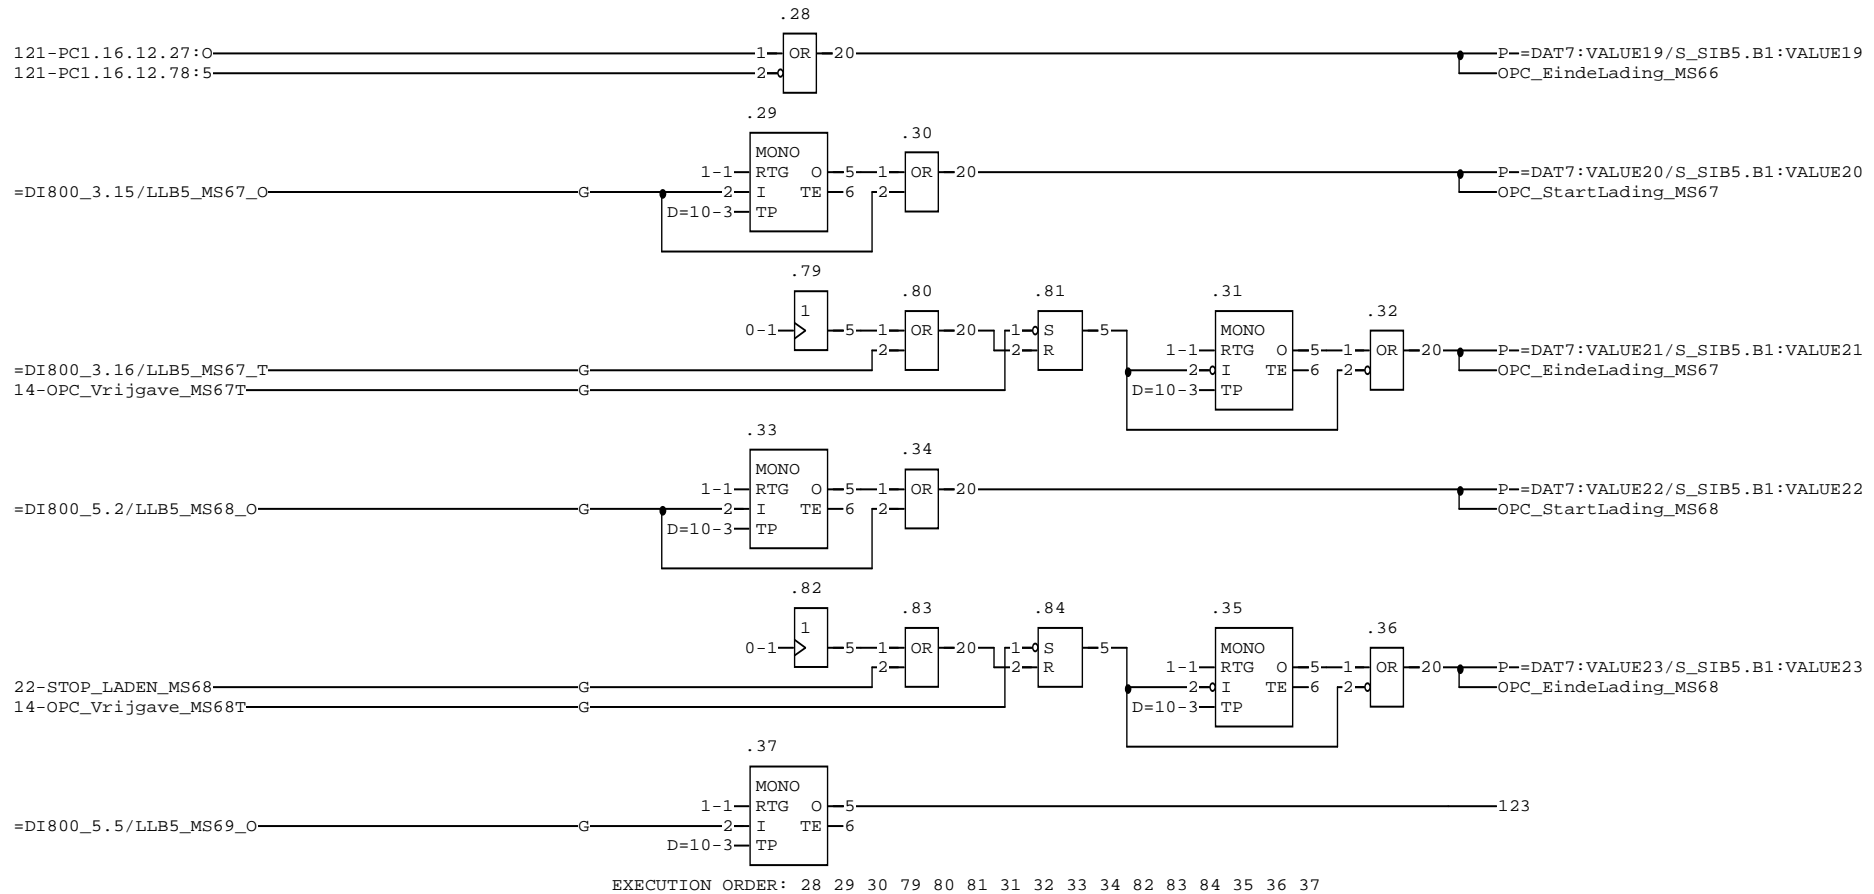 .28
121-PC1.16.12.27:O 1 OR 20 P-=DAT7:VALUE19/S_SIB5.B1:VALUE19
121-PC1.16.12.78:5 2 OPC_EindeLading_MS66
.29
.30
MONO
1-1 RTG O 5 1 OR 20 P-=DAT7:VALUE20/S_SIB5.B1:VALUE20
=DI800_3.15/LLB5_MS67_O G 2 I TE 6 2 OPC_StartLading_MS67
D=10-3 TP
.79
.80 .81 .31
.32
1 MONO
0-1 5 1 OR 20 1 S 5 RTG O
2 2 R 1-1 RTG O 5 1 OR 20 P-=DAT7:VALUE21/S_SIB5.B1:VALUE21
=DI800_3.16/LLB5_MS67_T G 2 I TE 6 2 OPC_EindeLading_MS67
14-OPC_Vrijgave_MS67T G D=10-3 TP
.33
.34
MONO
1-1 RTG O 5 1 OR 20 P-=DAT7:VALUE22/S_SIB5.B1:VALUE22
=DI800_5.2/LLB5_MS68_O G 2 I TE 6 2 OPC_StartLading_MS68
D=10-3 TP
.82
.83 .84 .35
.36
1
0-1 5 1 OR 20 1 S 5 MONO
2 2 R 1-1 RTG O 5 1 OR 20 P-=DAT7:VALUE23/S_SIB5.B1:VALUE23
22-STOP_LADEN_MS68 G 2 I TE 6 2 OPC_EindeLading_MS68
14-OPC_Vrijgave_MS68T G D=10-3 TP
.37
MONO
1-1 RTG O 5 123
=DI800_5.5/LLB5_MS69_O G 2 I TE 6
D=10-3 TP
EXECUTION ORDER: 28 29 30 79 80 81 31 32 33 34 82 83 84 35 36 37